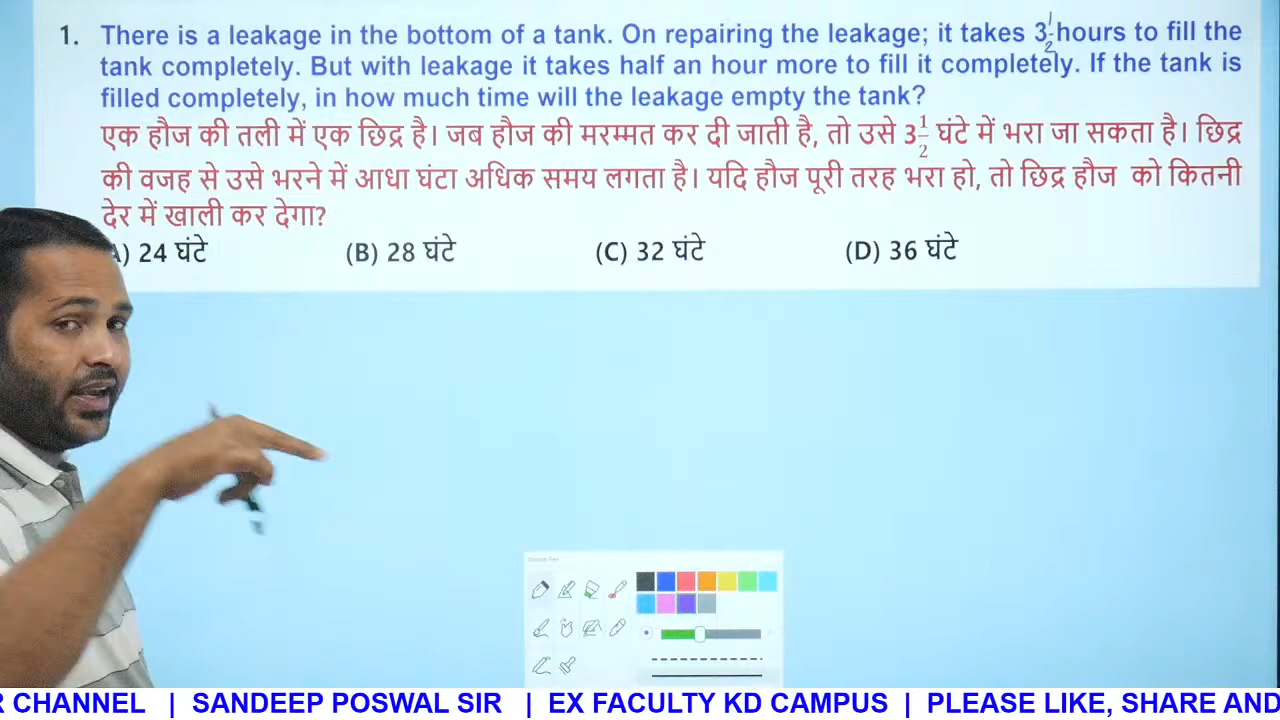 1. There is a leakage in the bottom of a tank. On repairing the leakage; it takes 3 1/2 hours to fill the
tank completely. But with leakage it takes half an hour more to fill it completely. If the tank is
filled completely, in how much time will the leakage empty the tank?
एक हौज की तली में एक छिद्र है। जब हौज की मरम्मत कर दी जाती है, तो उसे 3 1/2 घंटे में भरा जा सकता है। छिद्र
की वजह से उसे भरने में आधा घंटा अधिक समय लगता है। यदि हौज पूरी तरह भरा हो, तो छिद्र हौज को कितनी
देर में खाली कर देगा?
) 24 घंटे (B) 28 घंटे (C) 32 घंटे (D) 36 घंटे
R CHANNEL | SANDEEP POSWAL SIR | EX FACULTY KD CAMPUS | PLEASE LIKE, SHARE AND